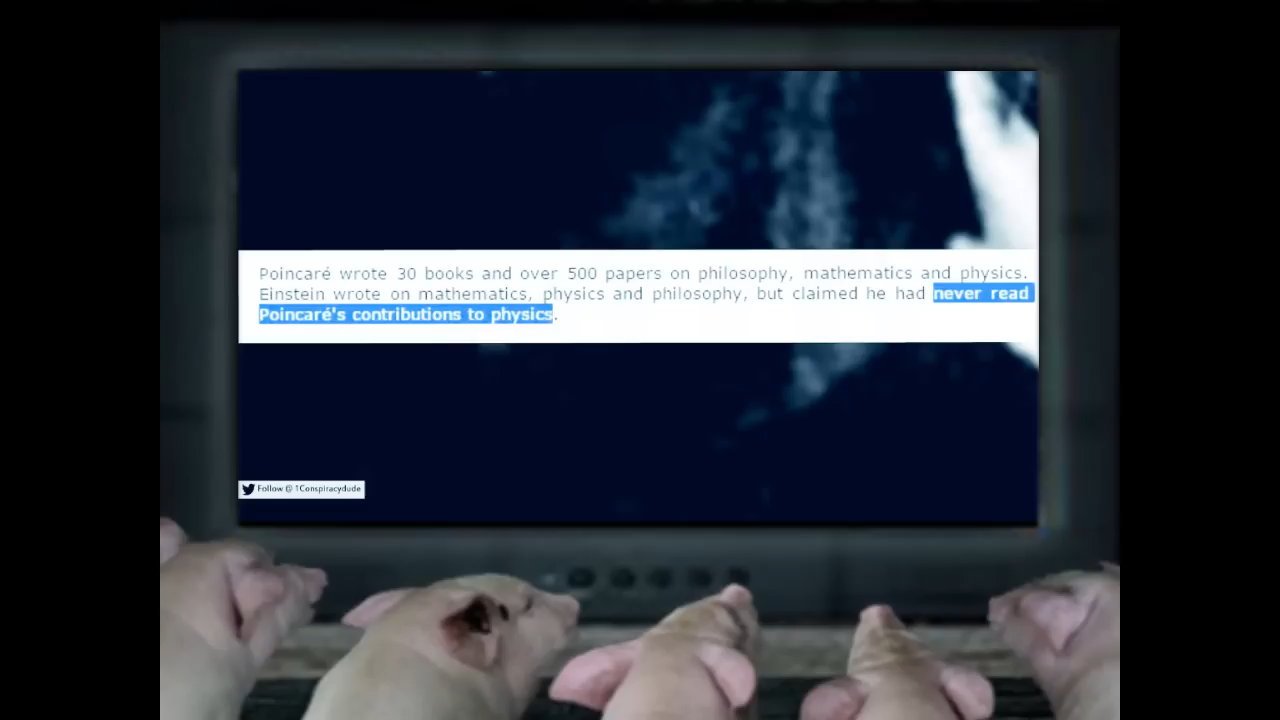 Poincaré wrote 30 books and over 500 papers on philosophy, mathematics and physics.
Einstein wrote on mathematics, physics and philosophy, but claimed he had never read
Poincaré's contributions to physics.
Follow @ 1Conspiracydude